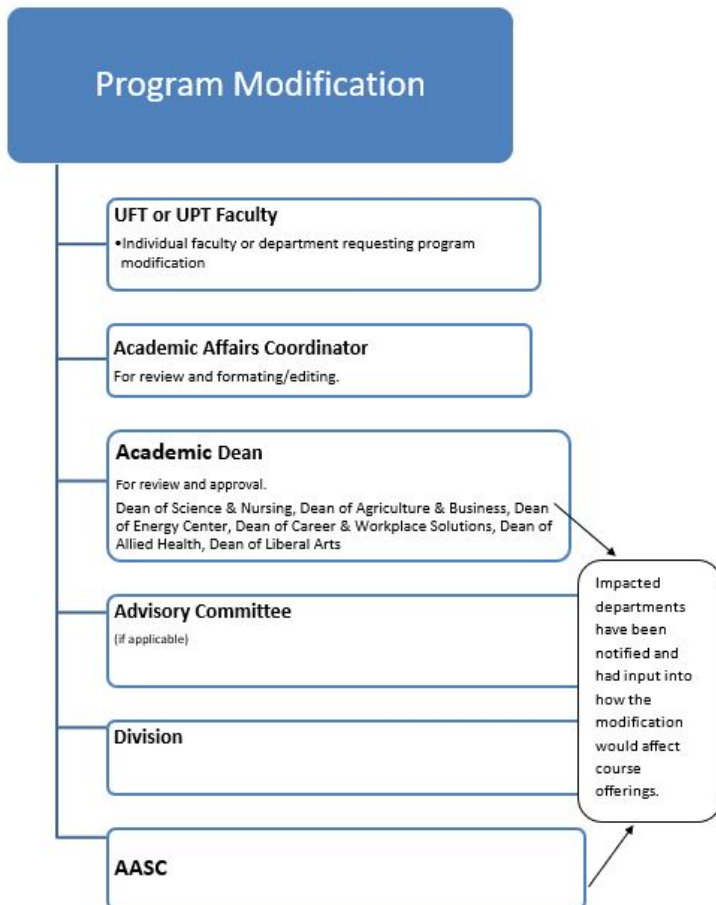 Program Modification
UFT or UPT Faculty
•Individual faculty or department requesting program
modification
Academic Affairs Coordinator
For review and formating/editing.
Academic Dean
For review and approval.
Dean of Science & Nursing, Dean of Agriculture & Business, Dean
of Energy Center, Dean of Career & Workplace Solutions, Dean of
Allied Health, Dean of Liberal Arts
Advisory Committee
(if applicable)
Division
AASC
Impacted
departments
have been
notified and
had input into
how the
modification
would affect
course
offerings.